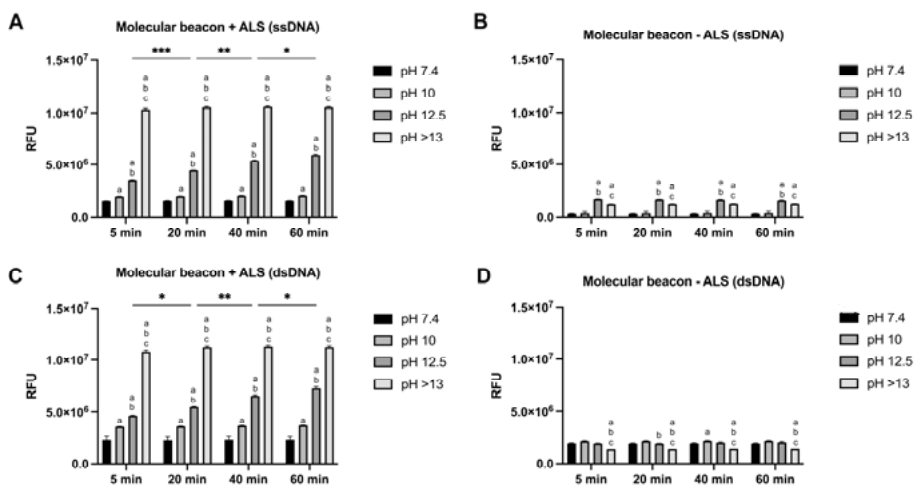 A
Molecular beacon + ALS (ssDNA)
1.5×10⁷
1.0×10⁷
5.0×10⁶
0.0
RFU
*** ** *
a a b a b c a a b a b c a a b a b c a a b a b c
5 min 20 min 40 min 60 min
pH 7.4
pH 10
pH 12.5
pH >13
B
Molecular beacon - ALS (ssDNA)
1.5×10⁷
1.0×10⁷
5.0×10⁶
0.0
RFU
a b a c a b a c a b a c a b a c
5 min 20 min 40 min 60 min
pH 7.4
pH 10
pH 12.5
pH >13
C
Molecular beacon + ALS (dsDNA)
1.5×10⁷
1.0×10⁷
5.0×10⁶
0.0
RFU
* ** *
a a b a b c a a b a b c a a b a b c a a b a b c
5 min 20 min 40 min 60 min
pH 7.4
pH 10
pH 12.5
pH >13
D
Molecular beacon - ALS (dsDNA)
1.5×10⁷
1.0×10⁷
5.0×10⁶
0.0
RFU
a b c b a b c a a b c a b c
5 min 20 min 40 min 60 min
pH 7.4
pH 10
pH 12.5
pH >13